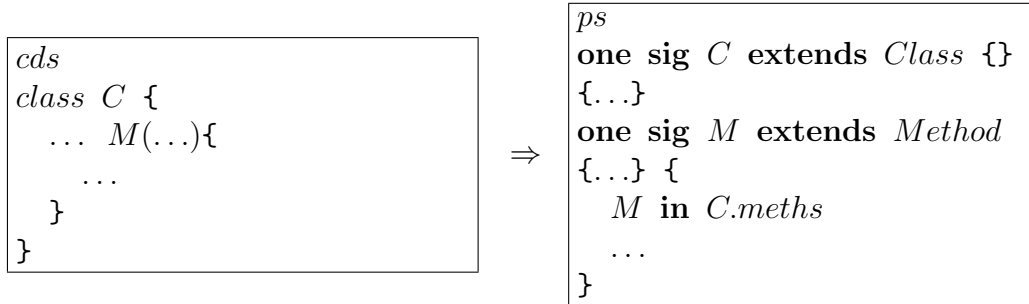 cds
class C {
… M(…){
…
}
}
⇒
ps
one sig C extends Class {}
{…}
one sig M extends Method
{…} {
M in C.meths
…
}